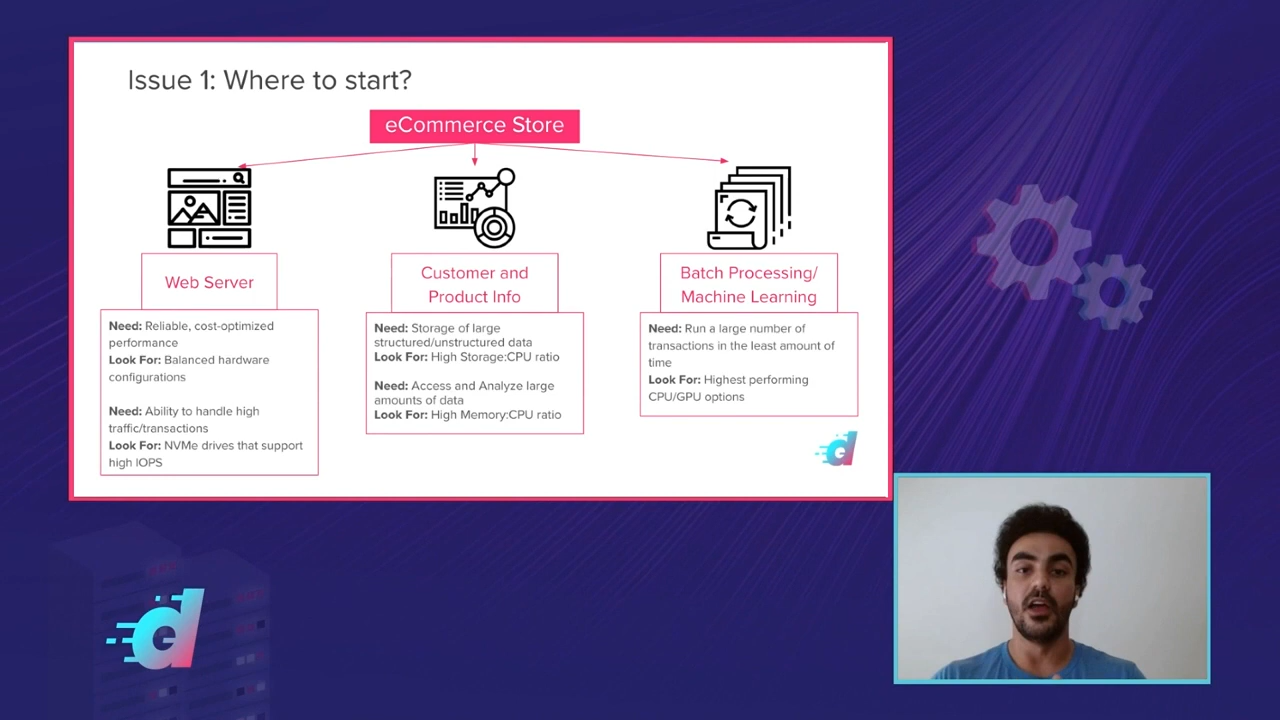 Issue 1: Where to start?
eCommerce Store
Web Server
Need: Reliable, cost-optimized
performance
Look For: Balanced hardware
configurations
Need: Ability to handle high
traffic/transactions
Look For: NVMe drives that support
high IOPS
Customer and
Product Info
Need: Storage of large
structured/unstructured data
Look For: High Storage:CPU ratio
Need: Access and Analyze large
amounts of data
Look For: High Memory:CPU ratio
Batch Processing/
Machine Learning
Need: Run a large number of
transactions in the least amount of
time
Look For: Highest performing
CPU/GPU options
d
d